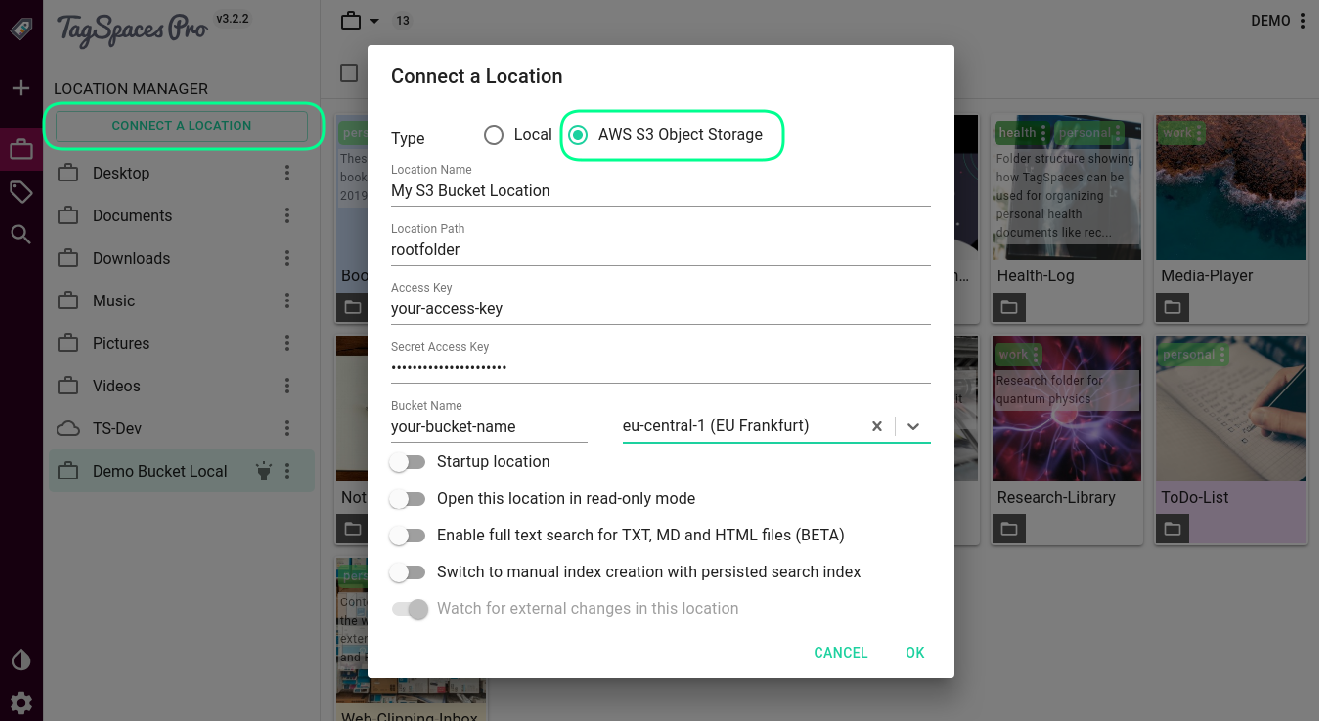 TagSpaces Pro
v3.2.2
LOCATION MANAGER
CONNECT A LOCATION
Desktop
Documents
Downloads
Music
Pictures
Videos
TS-Dev
Demo Bucket Local
13
DEMO
Connect a Location
Type
Local
AWS S3 Object Storage
Location Name
My S3 Bucket Location
Location Path
rootfolder
Access Key
your-access-key
Secret Access Key
••••••••••••••••••••••
Bucket Name
your-bucket-name
eu-central-1 (EU Frankfurt)
Startup location
Open this location in read-only mode
Enable full text search for TXT, MD and HTML files (BETA)
Switch to manual index creation with persisted search index
Watch for external changes in this location
CANCEL
OK
health
personal
Folder structure showing
how TagSpaces can be
used for organizing
personal health
documents like rec...
Health-Log
work
Media-Player
work
Research folder for
quantum physics
Research-Library
personal
ToDo-List
Web-Clipping-Inbox